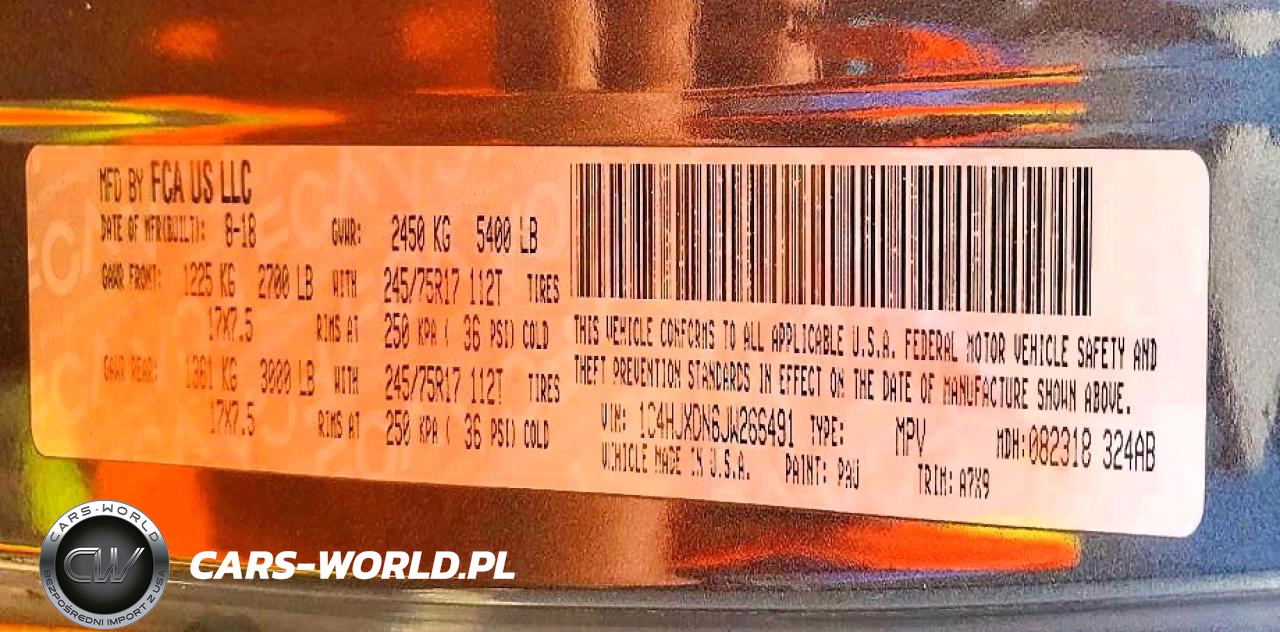 MFD BY FCA US LLC
DATE OF MFR(BUILT): 8-18 GVWR: 2450 KG 5400 LB
GAWR FRONT: 1225 KG 2700 LB WITH 245/75R17 112T TIRES
17X7.5 RIMS AT 250 KPA ( 36 PSI) COLD
GAWR REAR: 1361 KG 3000 LB WITH 245/75R17 112T TIRES
17X7.5 RIMS AT 250 KPA ( 36 PSI) COLD
THIS VEHICLE CONFORMS TO ALL APPLICABLE U.S.A. FEDERAL MOTOR VEHICLE SAFETY AND
THEFT PREVENTION STANDARDS IN EFFECT ON THE DATE OF MANUFACTURE SHOWN ABOVE.
VIN: 1C4HJXDN6JW266491 TYPE: MPV MDH:082318 324AB
VEHICLE MADE IN U.S.A. PAINT: PAU TRIM: A7X9
CARS-WORLD
CW
BEZPOŚREDNI IMPORT Z USA
CARS-WORLD.PL